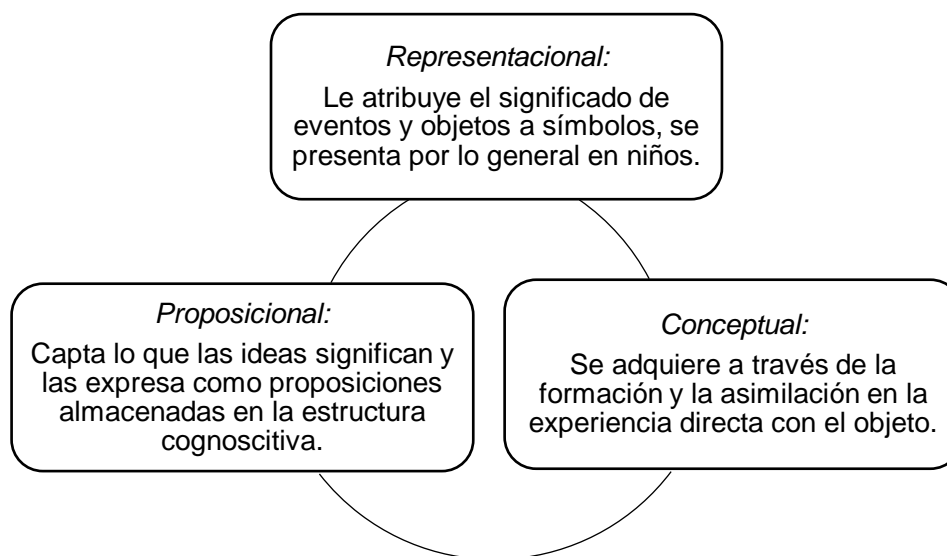 Representacional:
Le atribuye el significado de
eventos y objetos a símbolos, se
presenta por lo general en niños.
Proposicional:
Capta lo que las ideas significan y
las expresa como proposiciones
almacenadas en la estructura
cognoscitiva.
Conceptual:
Se adquiere a través de la
formación y la asimilación en la
experiencia directa con el objeto.